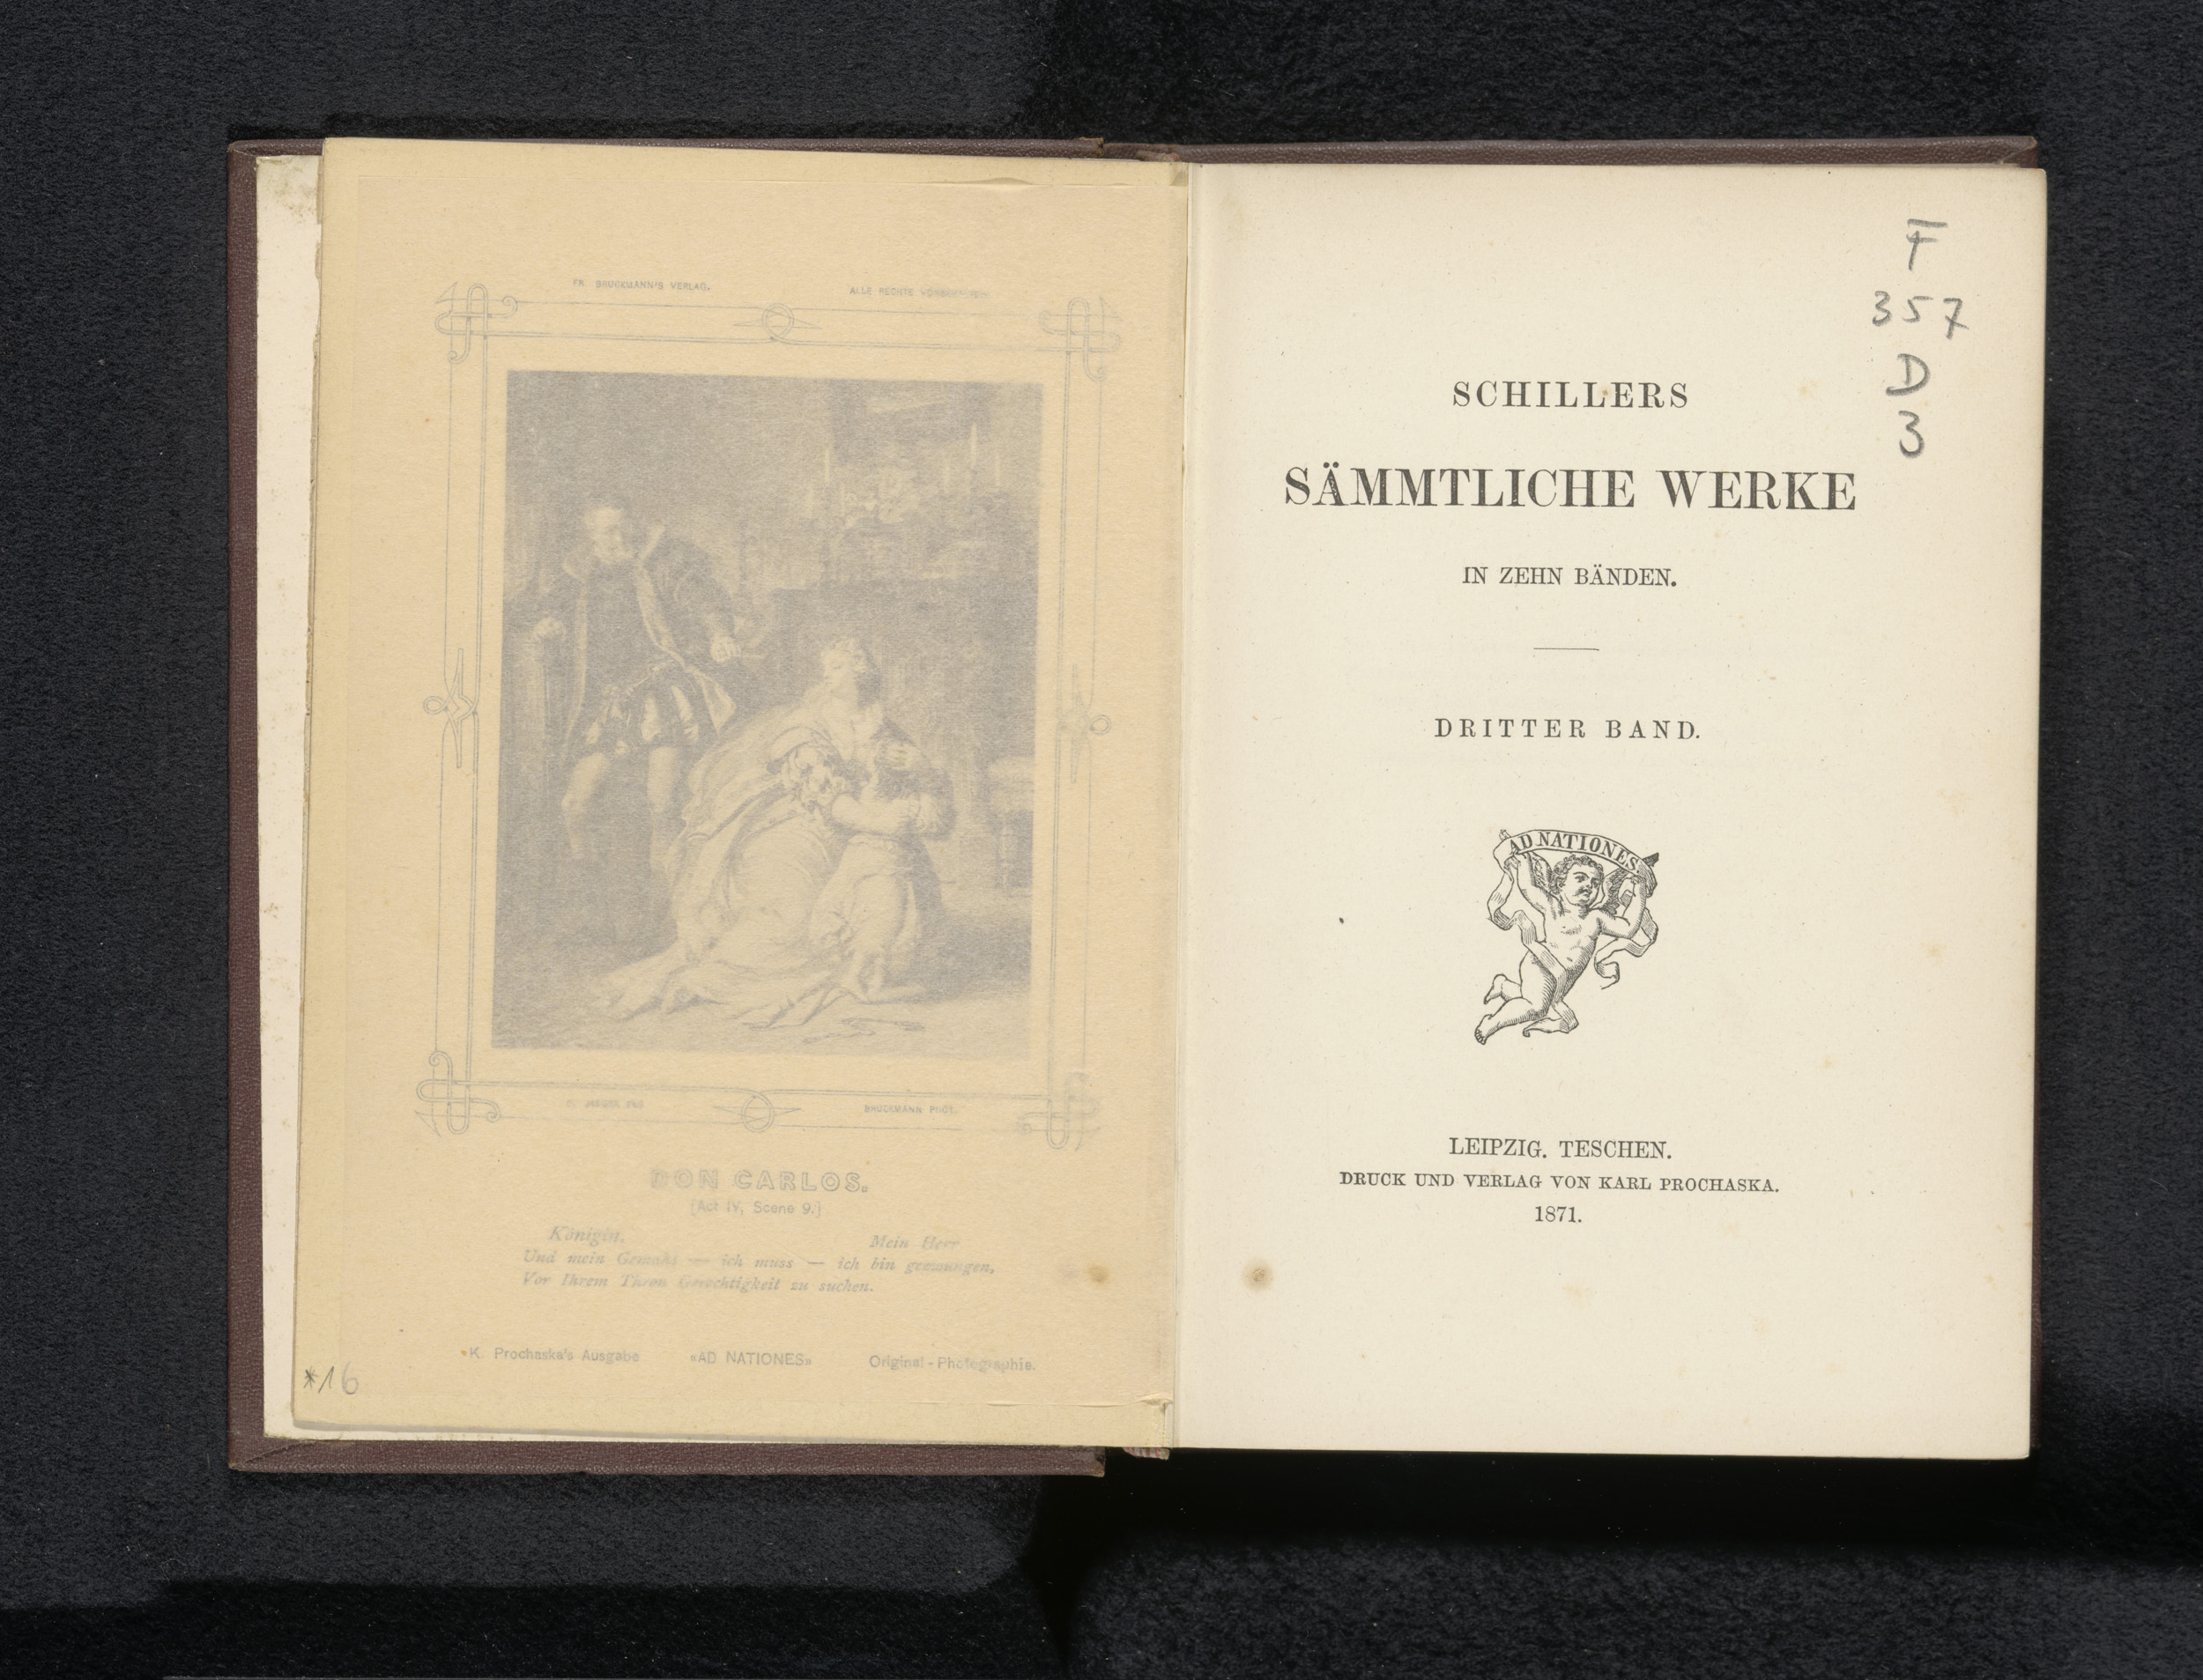 FR. BRUCKMANN'S VERLAG. ALLE RECHTE
BRUCKMANN PHOT.
DON CARLOS.
[Act IV, Scene 9.]
Königin. Mein Herr
Und mein Gemahl — ich muss — ich bin gezwungen,
Vor Ihrem Thron Gerechtigkeit zu suchen.
K. Prochaska's Ausgabe «AD NATIONES» Original-Photographie.
*16
F
357
D
3
SCHILLERS
SÄMMTLICHE WERKE
IN ZEHN BÄNDEN.
DRITTER BAND.
AD NATIONES
LEIPZIG. TESCHEN.
DRUCK UND VERLAG VON KARL PROCHASKA.
1871.